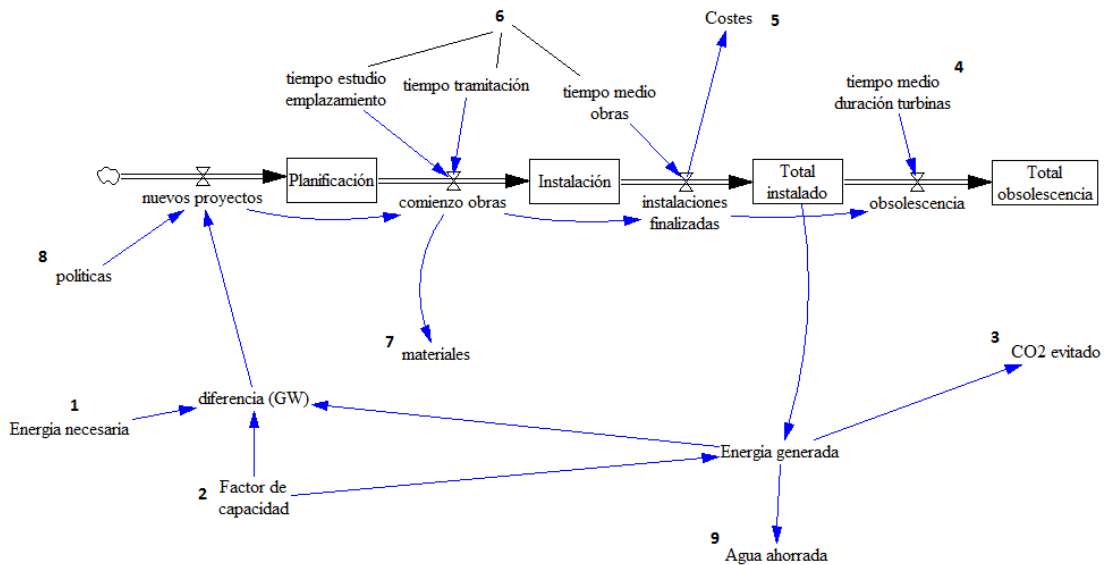 6
Costes
5
tiempo estudio
emplazamiento
tiempo tramitación
tiempo medio
obras
4
tiempo medio
duración turbinas
Planificación
Instalación
Total
instalado
Total
obsolescencia
nuevos proyectos
comienzo obras
instalaciones
finalizadas
obsolescencia
8
políticas
7
materiales
3
CO2 evitado
diferencia (GW)
1
Energía necesaria
Energía generada
2
Factor de
capacidad
9
Agua ahorrada